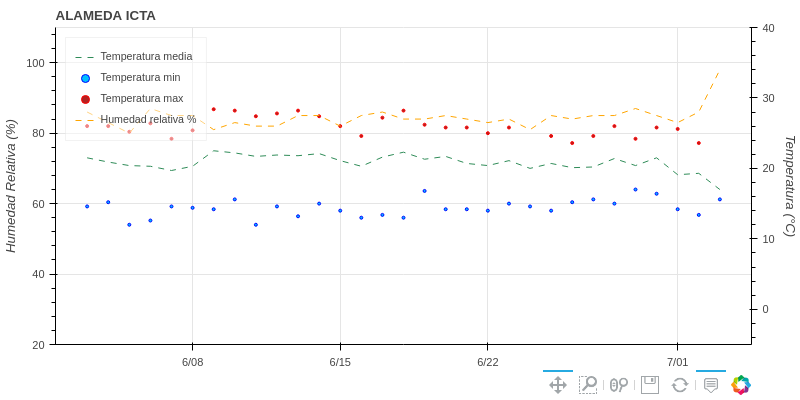 ALAMEDA ICTA
Temperatura media
Temperatura min
Temperatura max
Humedad relativa %
Humedad Relativa (%)
100
80
60
40
20
Temperatura (°C)
40
30
20
10
0
6/08
6/15
6/22
7/01